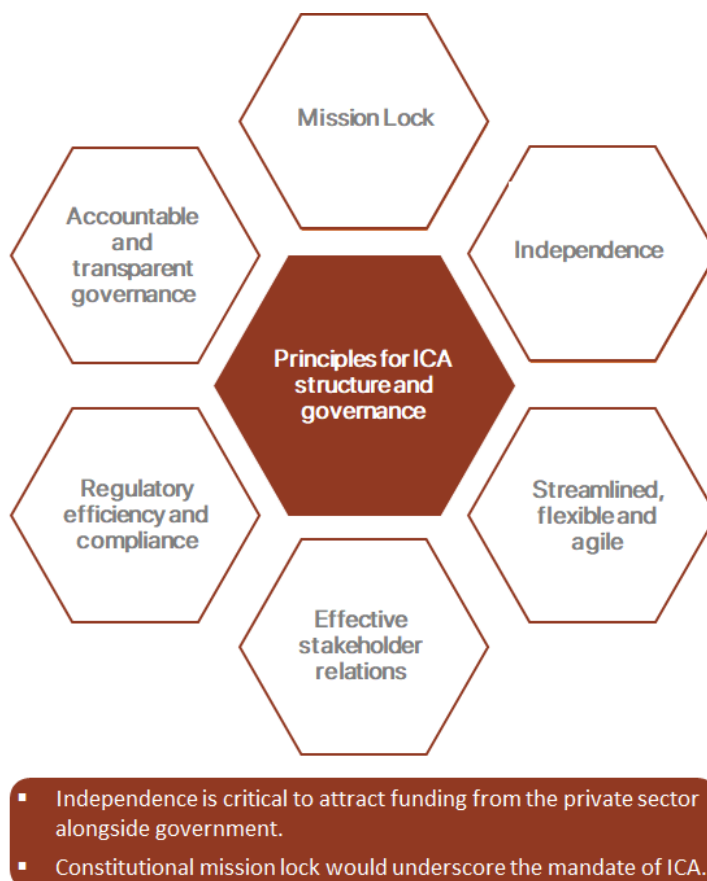 Mission Lock
Accountable
and
transparent
governance
Independence
Principles for ICA
structure and
governance
Regulatory
efficiency and
compliance
Streamlined,
flexible and
agile
Effective
stakeholder
relations
▪ Independence is critical to attract funding from the private sector
alongside government.
▪ Constitutional mission lock would underscore the mandate of ICA.